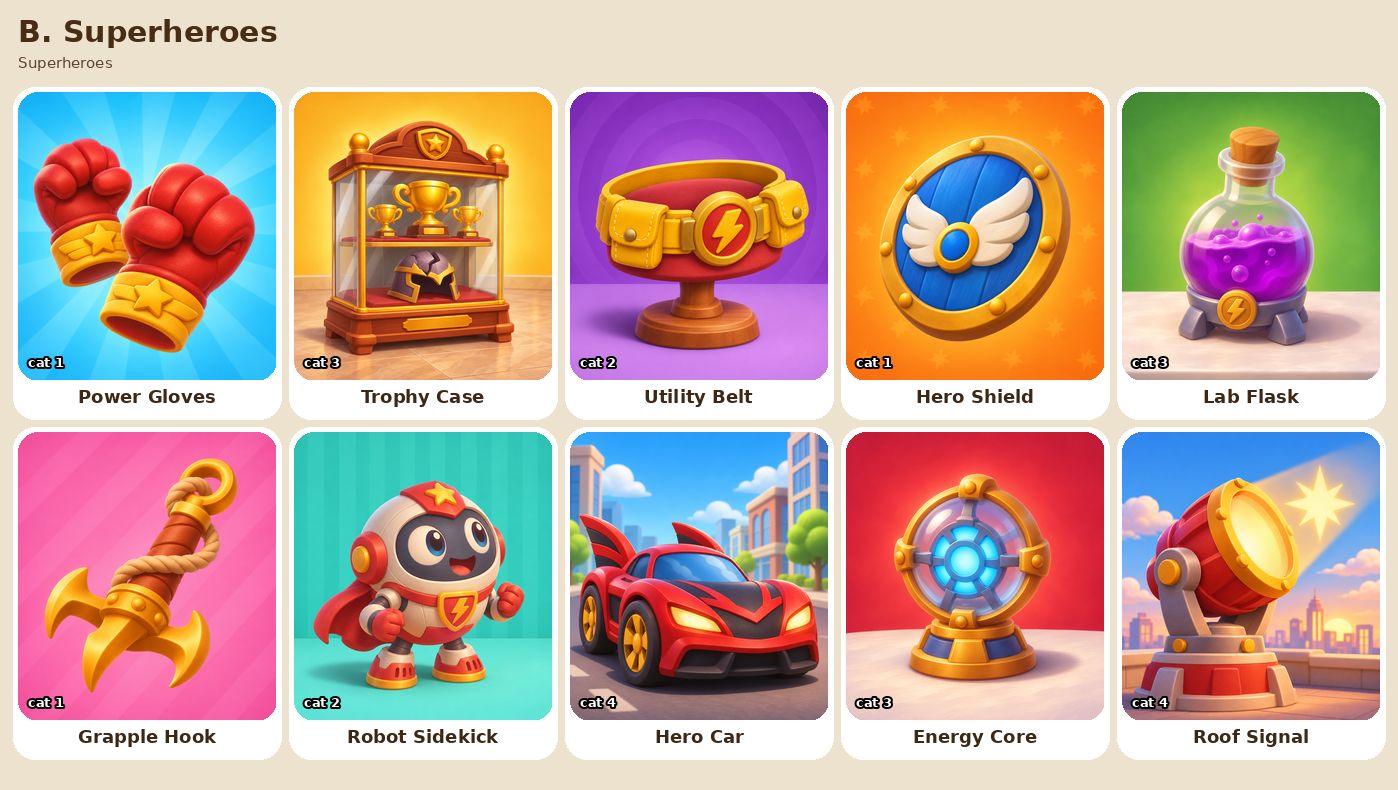 B. Superheroes
Superheroes
cat 1
cat 3
cat 2
cat 1
cat 3
Power Gloves
Trophy Case
Utility Belt
Hero Shield
Lab Flask
cat 1
cat 2
cat 4
cat 3
cat 4
Grapple Hook
Robot Sidekick
Hero Car
Energy Core
Roof Signal